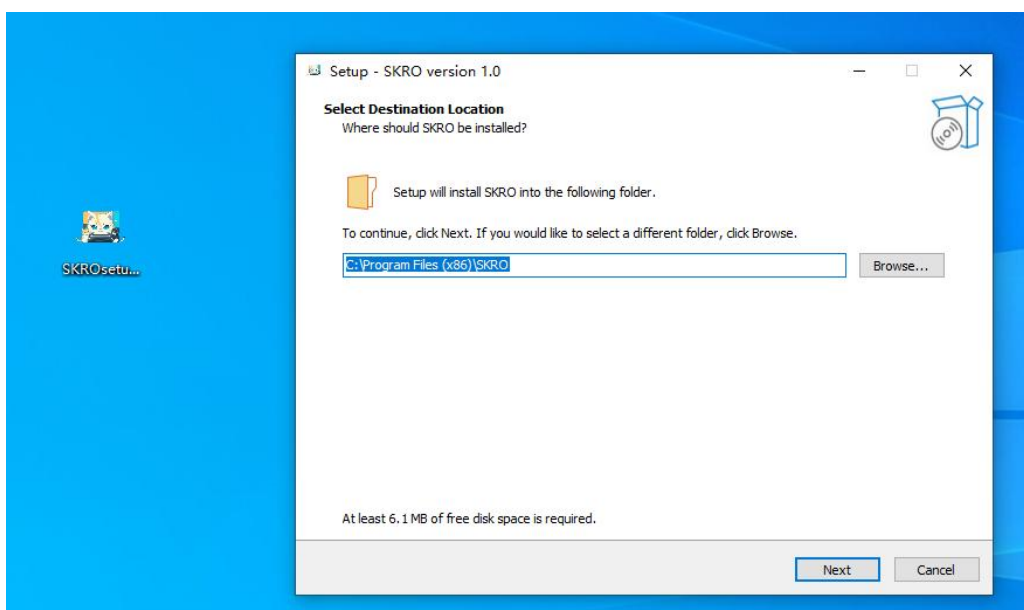 Setup - SKRO version 1.0
Select Destination Location
Where should SKRO be installed?
Setup will install SKRO into the following folder.
To continue, click Next. If you would like to select a different folder, click Browse.
C:\Program Files (x86)\SKRO
Browse...
SKROsetu...
At least 6.1 MB of free disk space is required.
Next
Cancel